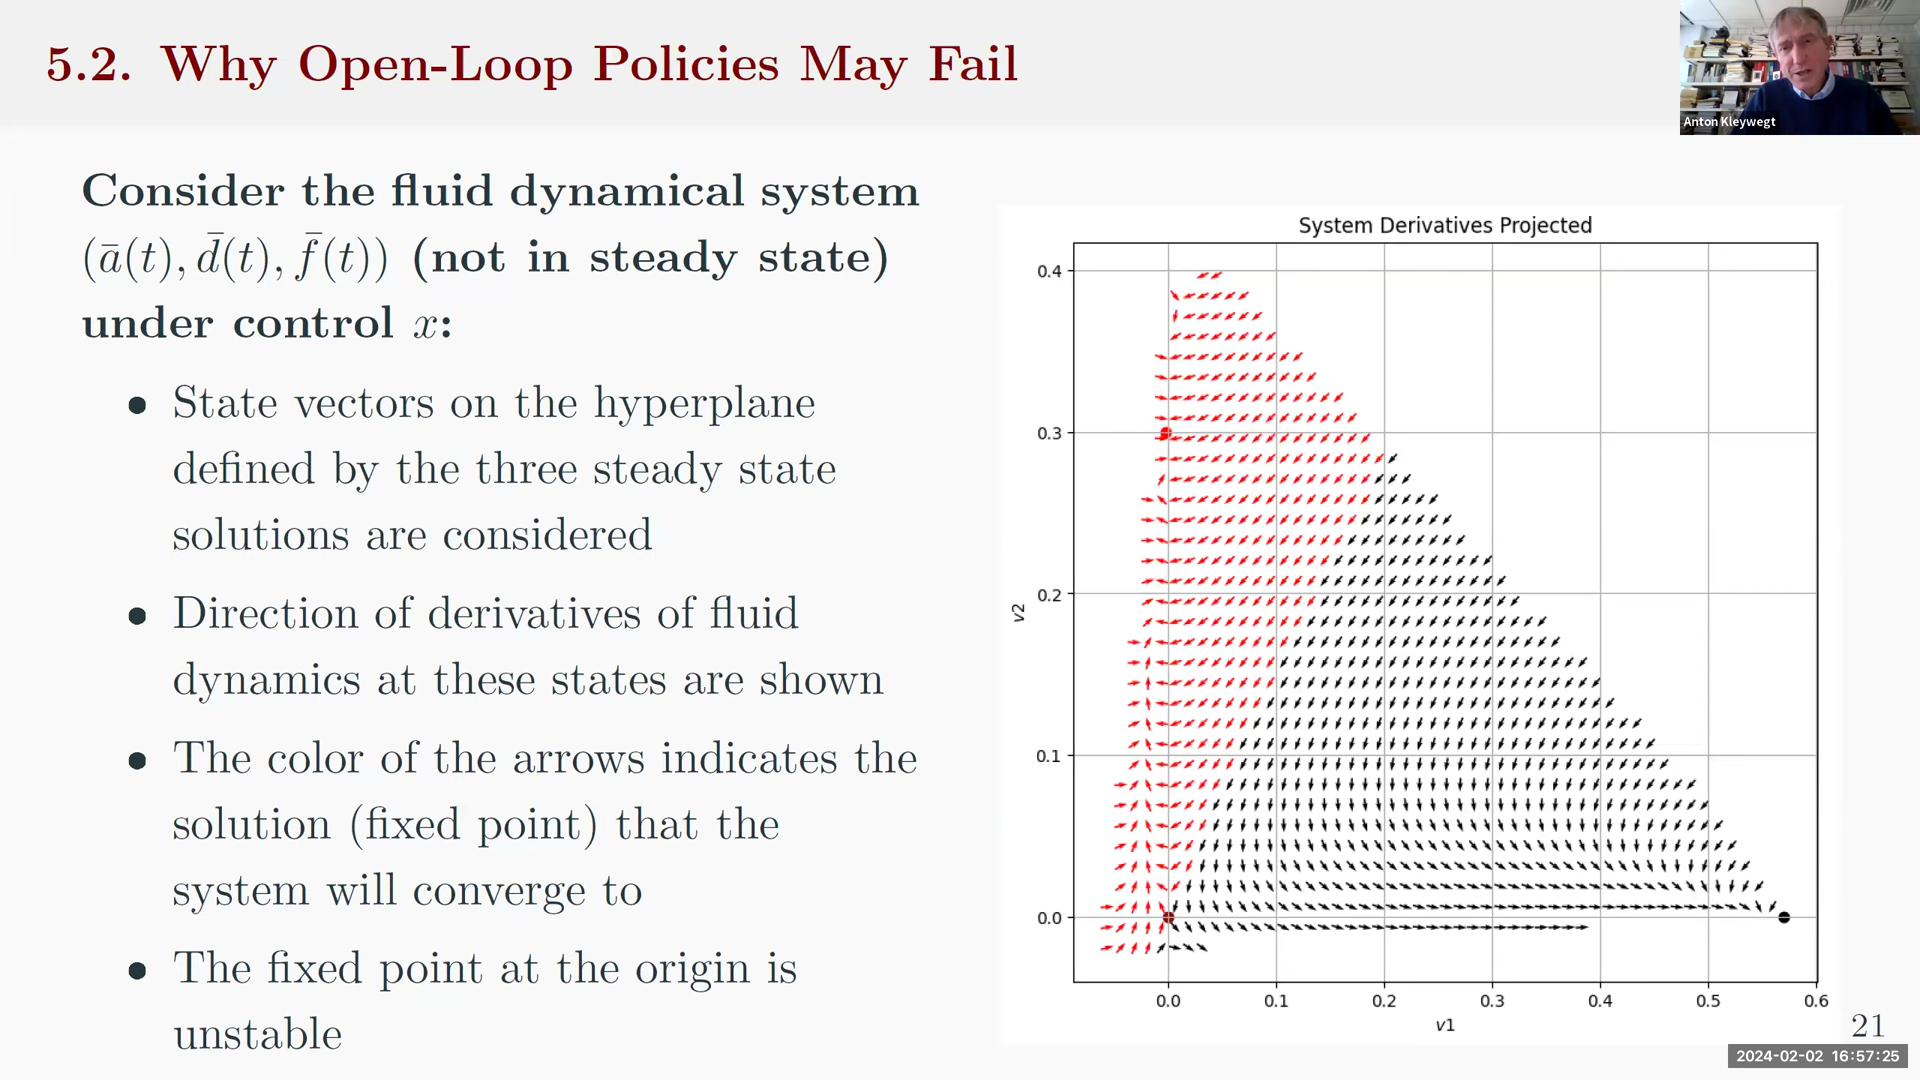 5.2. Why Open-Loop Policies May Fail
Anton Kleywegt
Consider the fluid dynamical system
(ā(t), d̄(t), f̄(t)) (not in steady state)
under control x:
• State vectors on the hyperplane
defined by the three steady state
solutions are considered
• Direction of derivatives of fluid
dynamics at these states are shown
• The color of the arrows indicates the
solution (fixed point) that the
system will converge to
• The fixed point at the origin is
unstable
System Derivatives Projected
0.4
0.3
0.2
0.1
0.0
v2
0.0 0.1 0.2 0.3 0.4 0.5 0.6
v1
21
2024-02-02 16:57:25